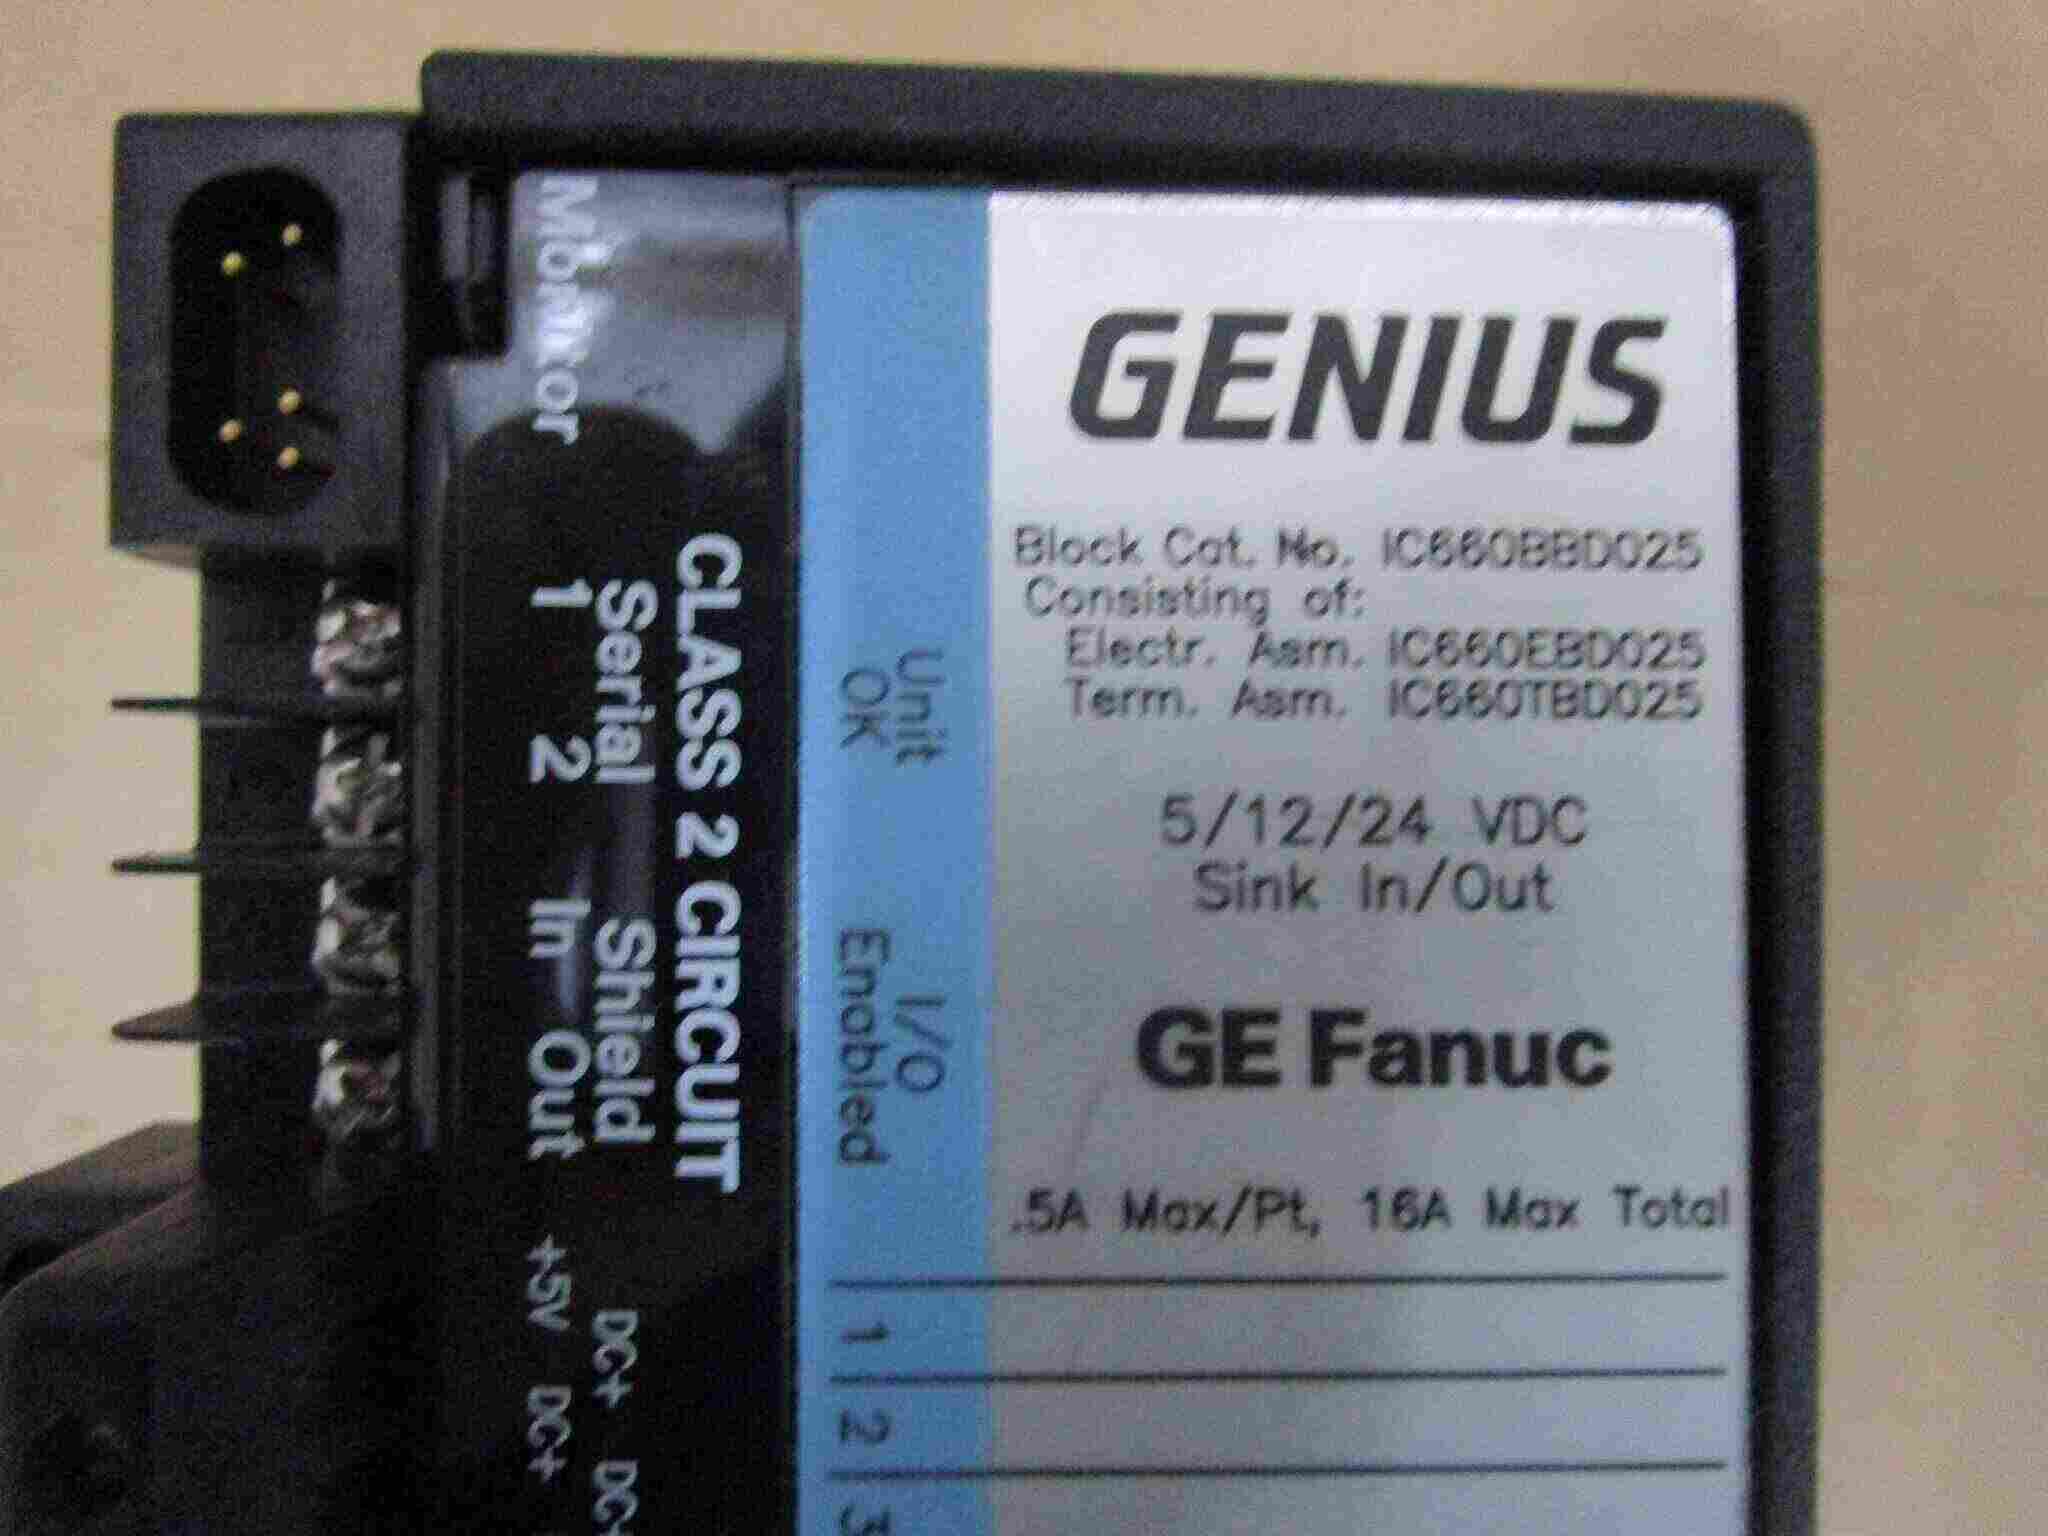 GENIUS
Block Cat. No. IC660BBD025
Consisting of:
Electr. Asm. IC660EBD025
Term. Asm. IC660TBD025
5/12/24 VDC
Sink In/Out
GE Fanuc
.5A Max/Pt, 16A Max Total
Unit
OK
I/O
Enabled
1
2
3
Monitor
CLASS 2 CIRCUIT
Serial Shield
1 2 In Out
DC+ DC+
+5V DC+